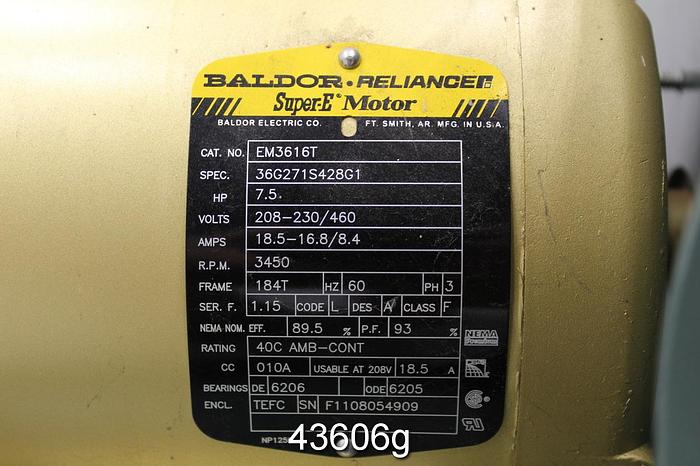 BALDOR • RELIANCE
Super-E® Motor
BALDOR ELECTRIC CO. FT. SMITH, AR. MFG. IN U.S.A.
CAT. NO. EM3616T
SPEC. 36G271S428G1
HP 7.5
VOLTS 208-230/460
AMPS 18.5-16.8/8.4
R.P.M. 3450
FRAME 184T HZ 60 PH 3
SER. F. 1.15 CODE L DES A CLASS F
NEMA NOM. EFF. 89.5 % P.F. 93 %
NEMA
Premium
RATING 40C AMB-CONT
CC 010A USABLE AT 208V 18.5 A
BEARINGS DE 6206 ODE 6205
ENCL. TEFC SN F1108054909
43606g